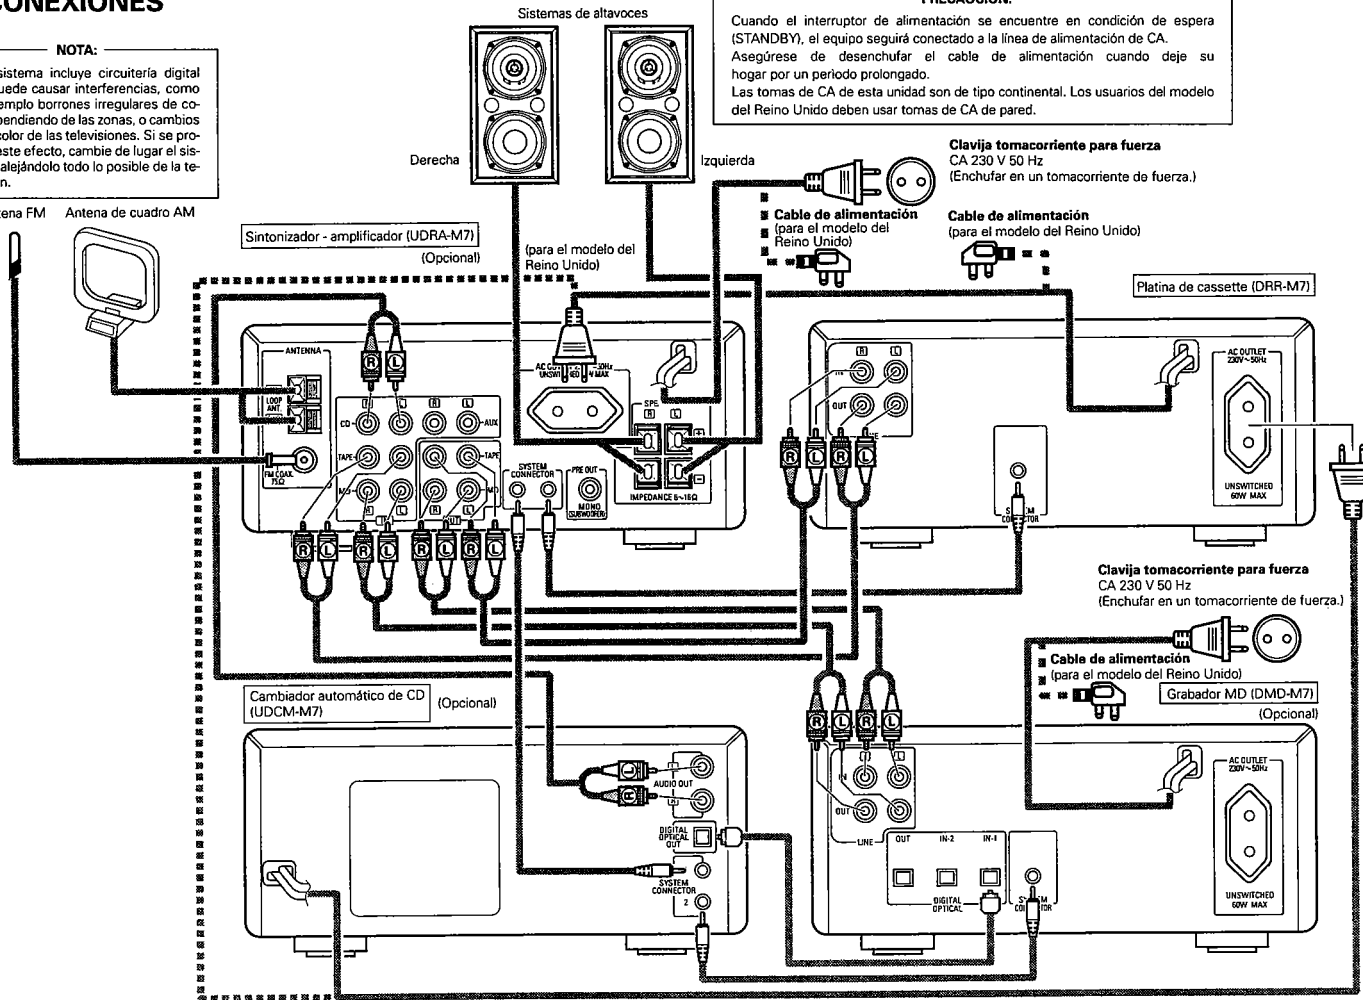 CONEXIONES
NOTA:
sistema incluye circuitería digital
puede causar interferencias, como
emplo borrones irregulares de co-
pendiendo de las zonas, o cambios
color de las televisiones. Si se pro-
este efecto, cambie de lugar el sis-
alejándolo todo lo posible de la te-
n.
PRECAUCIÓN:
Cuando el interruptor de alimentación se encuentre en condición de espera
(STANDBY), el equipo seguirá conectado a la línea de alimentación de CA.
Asegúrese de desenchufar el cable de alimentación cuando deje su
hogar por un período prolongado.
Las tomas de CA de esta unidad son de tipo continental. Los usuarios del modelo
del Reino Unido deben usar tomas de CA de pared.
Sistemas de altavoces
Derecha
Izquierda
Clavija tomacorriente para fuerza
CA 230 V 50 Hz
(Enchufar en un tomacorriente de fuerza.)
Cable de alimentación
(para el modelo del
Reino Unido)
Cable de alimentación
(para el modelo del Reino Unido)
tena FM
Antena de cuadro AM
Sintonizador - amplificador (UDRA-M7)
(Opcional)
(para el modelo del
Reino Unido)
Platina de cassette (DRR-M7)
ANTENNA
LOOP
ANT.
FM COAX.
75Ω
R L
CD
R L
AUX
TAPE
TAPE
MD
MD
R L
R L
SYSTEM
CONNECTOR
PRE OUT
MONO
(SUBWOOFER)
R L
+
−
IMPEDANCE 6~16Ω
R L
R L
R L R L R L R L
R L
IN
OUT
R L R L
AC OUTLET
230V~50Hz
UNSWITCHED
60W MAX
Clavija tomacorriente para fuerza
CA 230 V 50 Hz
(Enchufar en un tomacorriente de fuerza.)
Cable de alimentación
(para el modelo del Reino Unido)
Grabador MD (DMD-M7)
(Opcional)
Cambiador automático de CD
(UDCM-M7)
(Opcional)
L
R
AUDIO OUT
DIGITAL
OPTICAL
OUT
SYSTEM
CONNECTOR
2
R L R L
IN
OUT
LINE
OUT IN-2 IN-1
DIGITAL
OPTICAL
AC OUTLET
230V~50Hz
UNSWITCHED
60W MAX